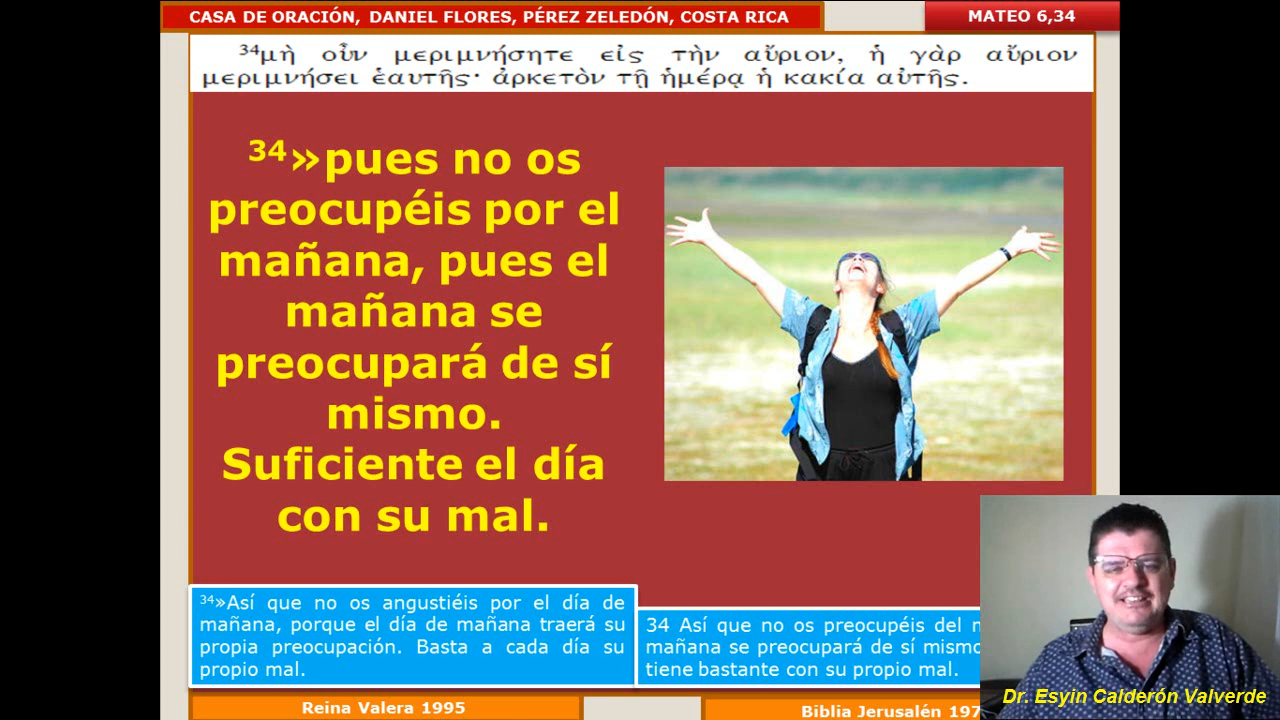 CASA DE ORACIÓN, DANIEL FLORES, PÉREZ ZELEDÓN, COSTA RICA
MATEO 6,34
³⁴μὴ οὖν μεριμνήσητε εἰς τὴν αὔριον, ἡ γὰρ αὔριον
μεριμνήσει ἑαυτῆς· ἀρκετὸν τῇ ἡμέρᾳ ἡ κακία αὐτῆς.
³⁴»pues no os
preocupéis por el
mañana, pues el
mañana se
preocupará de sí
mismo.
Suficiente el día
con su mal.
³⁴»Así que no os angustiéis por el día de
mañana, porque el día de mañana traerá su
propia preocupación. Basta a cada día su
propio mal.
34 Así que no os preocupéis del
mañana se preocupará de sí mismo
tiene bastante con su propio mal.
Reina Valera 1995
Biblia Jerusalén 197
Dr. Esyin Calderón Valverde